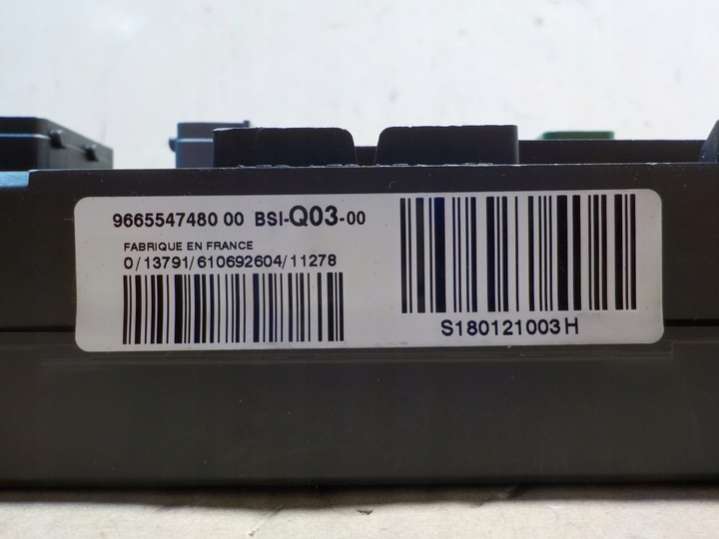 9665547480 00 BSI-Q03-00
FABRIQUE EN FRANCE
0/13791/610692604/11278
S180121003H